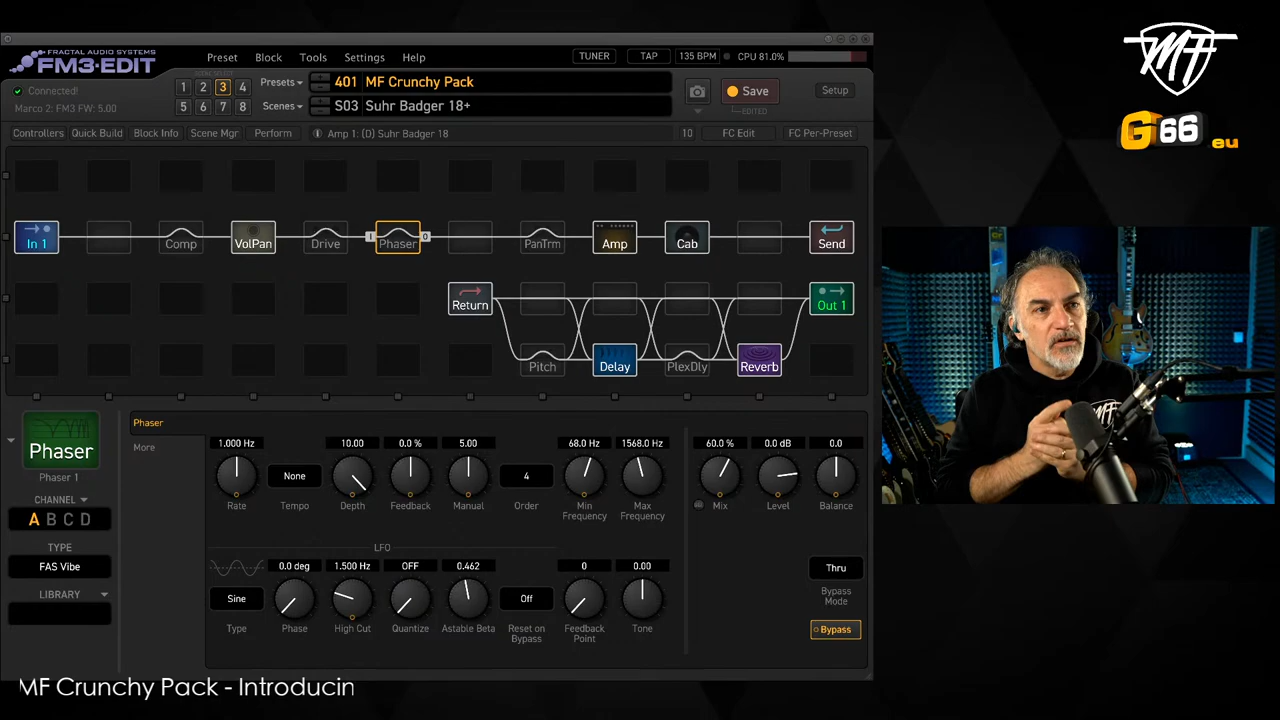 FRACTAL AUDIO SYSTEMS
FM3-EDIT
Preset Block Tools Settings Help
TUNER TAP 135 BPM CPU 81.0%
SCENE SELECT
1 2 3 4
5 6 7 8
Presets 401 MF Crunchy Pack
Scenes S03 Suhr Badger 18+
Save
EDITED
Setup
Connected!
Marco 2: FM3 FW: 5.00
Controllers Quick Build Block Info Scene Mgr Perform Amp 1: (D) Suhr Badger 18 10 FC Edit FC Per-Preset
In 1 Comp VolPan Drive I Phaser O PanTrm Amp Cab Send
Return Out 1
Pitch Delay PlexDly Reverb
Phaser
Phaser 1
CHANNEL
A B C D
TYPE
FAS Vibe
LIBRARY
Phaser
More
1.000 Hz 10.00 0.0 % 5.00 68.0 Hz 1568.0 Hz 60.0 % 0.0 dB 0.0
None 4
Rate Tempo Depth Feedback Manual Order Min Frequency Max Frequency Mix Level Balance
LFO
0.0 deg 1.500 Hz OFF 0.462 0 0.00
Sine Off Thru
Type Phase High Cut Quantize Astable Beta Reset on Bypass Feedback Point Tone Bypass Mode
Bypass
MF
G66.eu
MF Crunchy Pack - Introducin